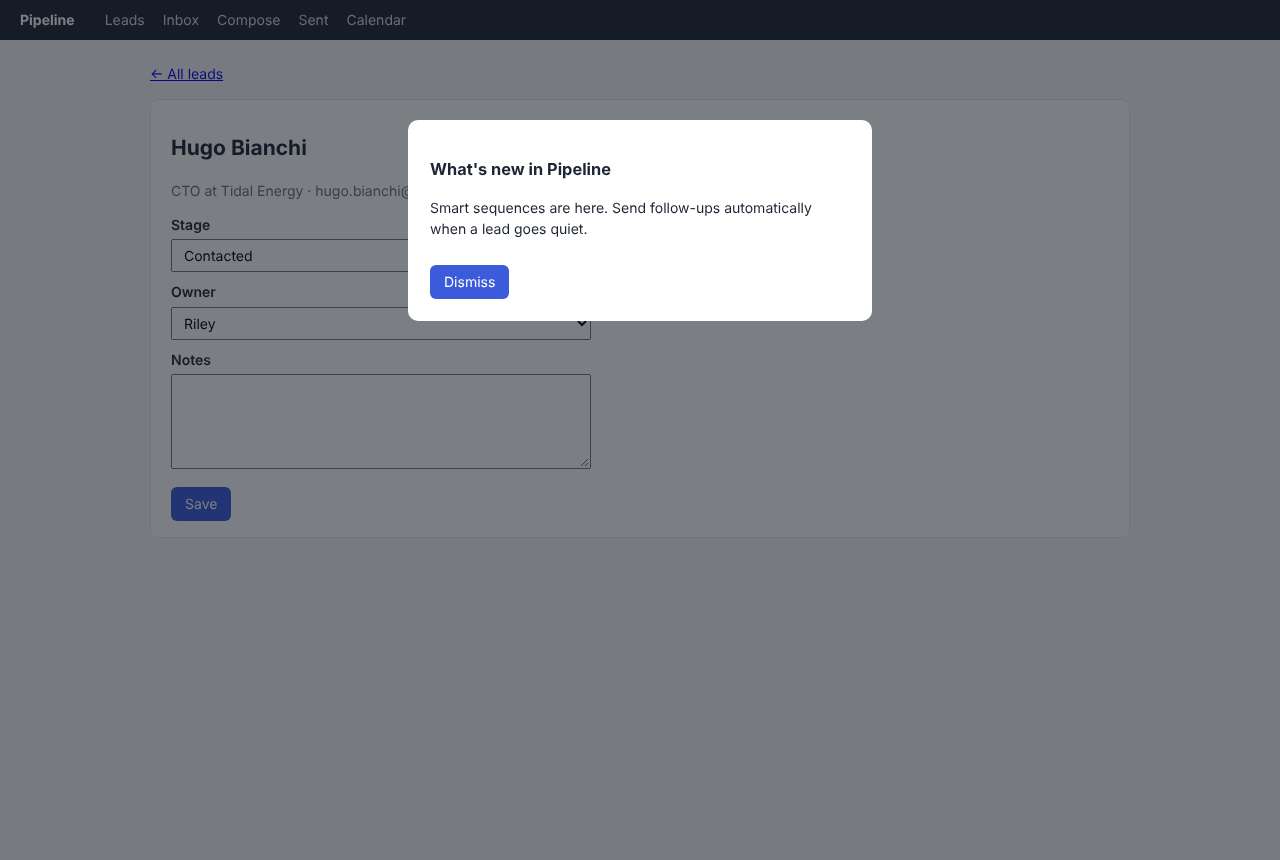 Pipeline Leads Inbox Compose Sent Calendar
← All leads
Hugo Bianchi
CTO at Tidal Energy · hugo.bianchi@
Stage
Contacted
Owner
Riley
Notes
Save
What's new in Pipeline
Smart sequences are here. Send follow-ups automatically
when a lead goes quiet.
Dismiss